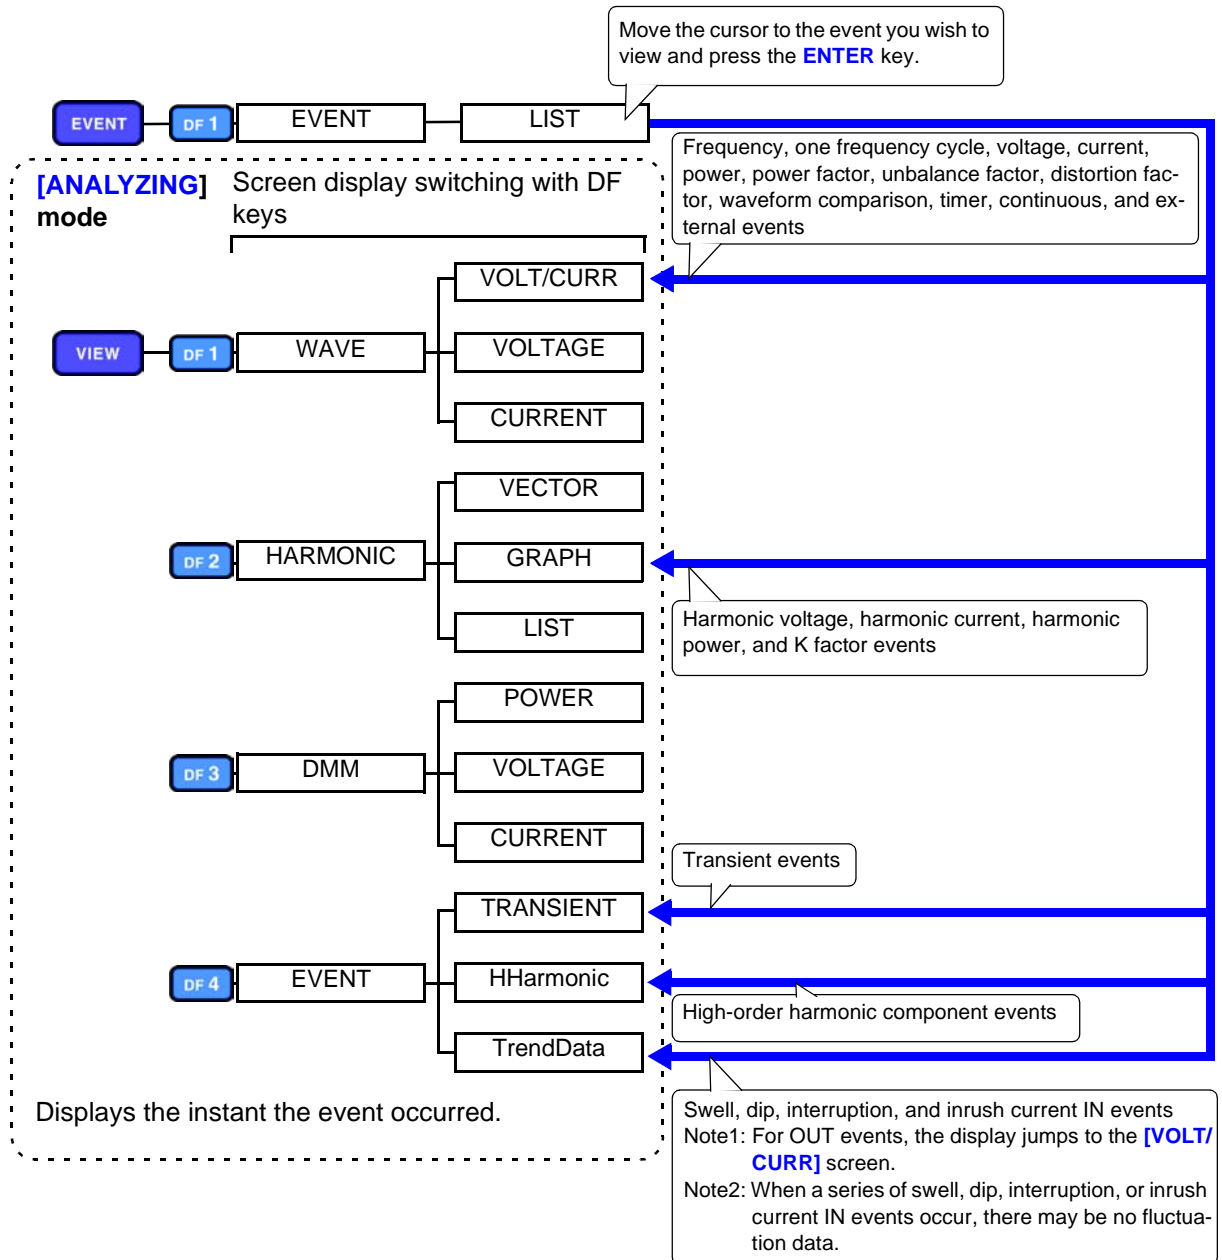 Move the cursor to the event you wish to
view and press the ENTER key.
EVENT DF 1 EVENT LIST
Frequency, one frequency cycle, voltage, current,
power, power factor, unbalance factor, distortion fac-
tor, waveform comparison, timer, continuous, and ex-
ternal events
[ANALYZING]
mode
Screen display switching with DF
keys
VOLT/CURR
VIEW DF 1 WAVE VOLTAGE
CURRENT
VECTOR
DF 2 HARMONIC GRAPH
LIST
Harmonic voltage, harmonic current, harmonic
power, and K factor events
POWER
DF 3 DMM VOLTAGE
CURRENT
Transient events
TRANSIENT
DF 4 EVENT HHarmonic
High-order harmonic component events
TrendData
Displays the instant the event occurred.
Swell, dip, interruption, and inrush current IN events
Note1: For OUT events, the display jumps to the [VOLT/
CURR] screen.
Note2: When a series of swell, dip, interruption, or inrush
current IN events occur, there may be no fluctua-
tion data.